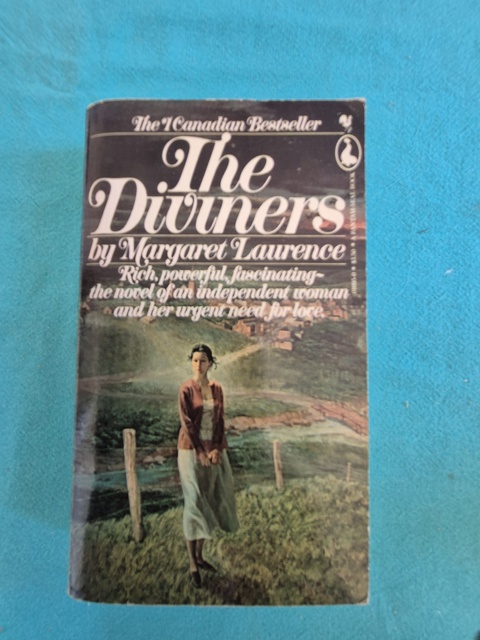 The #1 Canadian Bestseller
The
Diviners
by Margaret Laurence
Rich, powerful, fascinating~
the novel of an independent woman
and her urgent need for love.